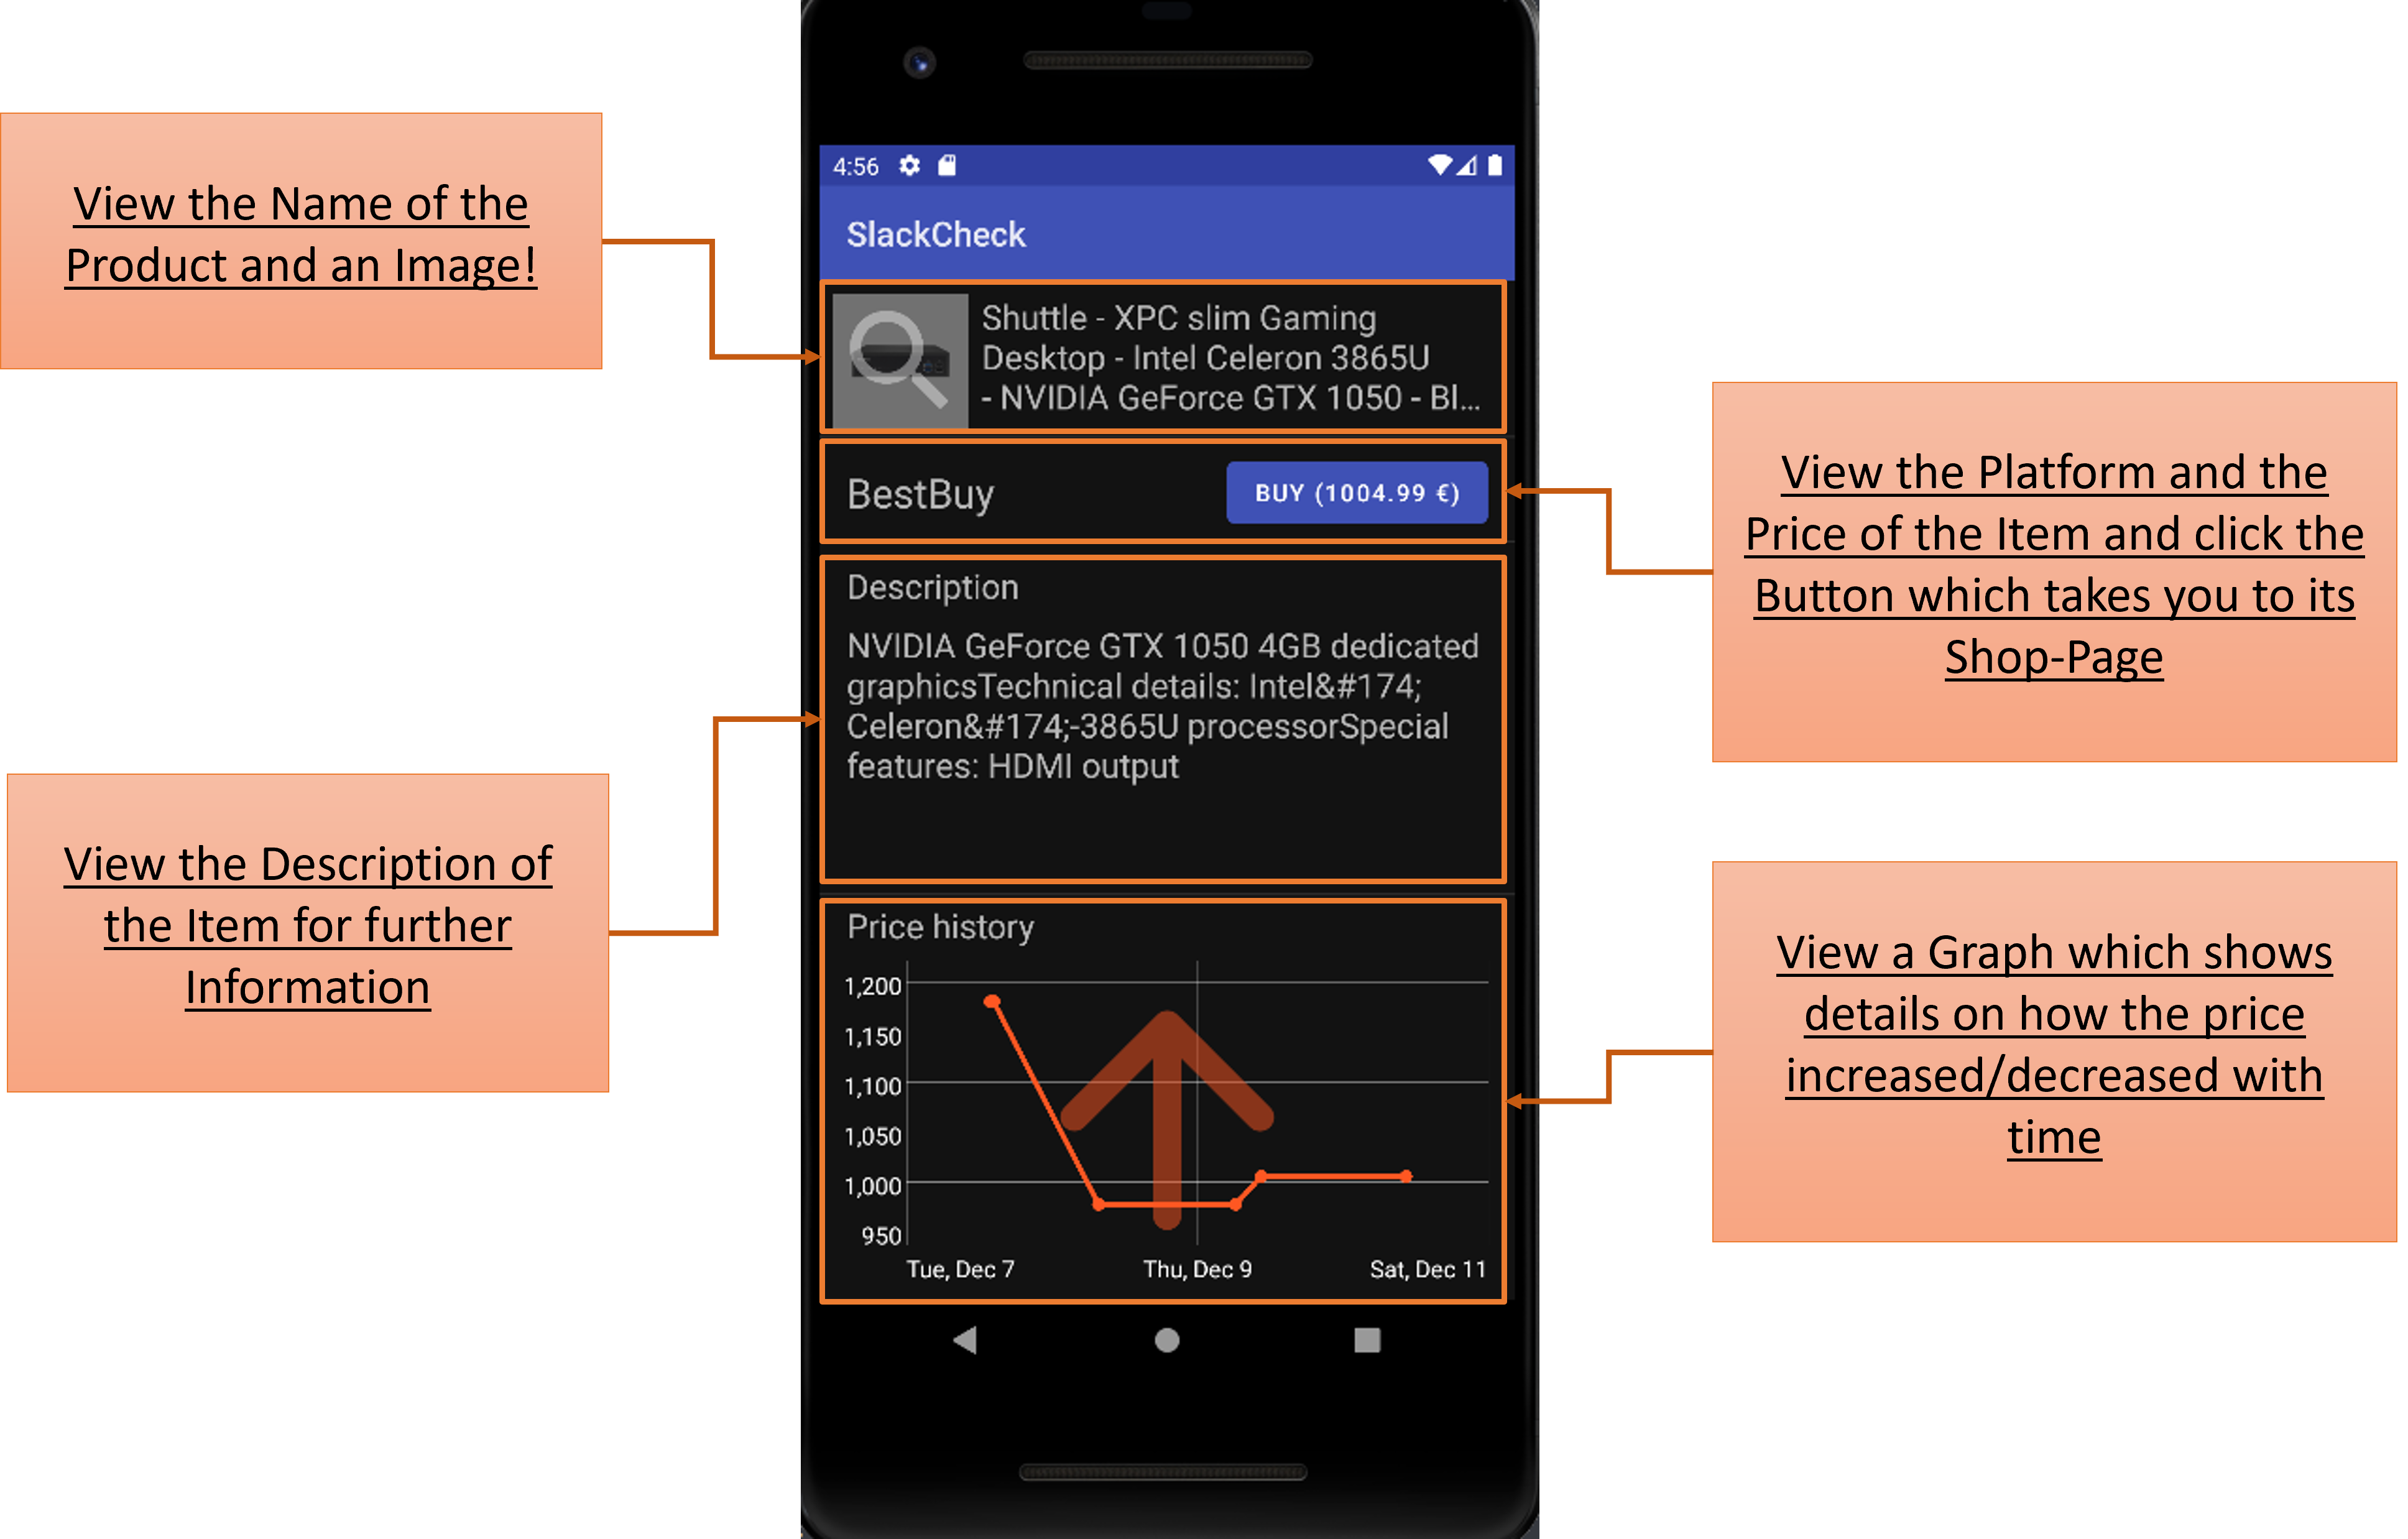 View the Name of the
Product and an Image!
4:56
SlackCheck
Shuttle - XPC slim Gaming
Desktop - Intel Celeron 3865U
- NVIDIA GeForce GTX 1050 - Bl...
BestBuy
BUY (1004.99 €)
View the Platform and the
Price of the Item and click the
Button which takes you to its
Shop-Page
Description
NVIDIA GeForce GTX 1050 4GB dedicated
graphicsTechnical details: Intel&#174;
Celeron&#174;-3865U processorSpecial
features: HDMI output
View the Description of
the Item for further
Information
Price history
1,200
1,150
1,100
1,050
1,000
950
Tue, Dec 7
Thu, Dec 9
Sat, Dec 11
View a Graph which shows
details on how the price
increased/decreased with
time